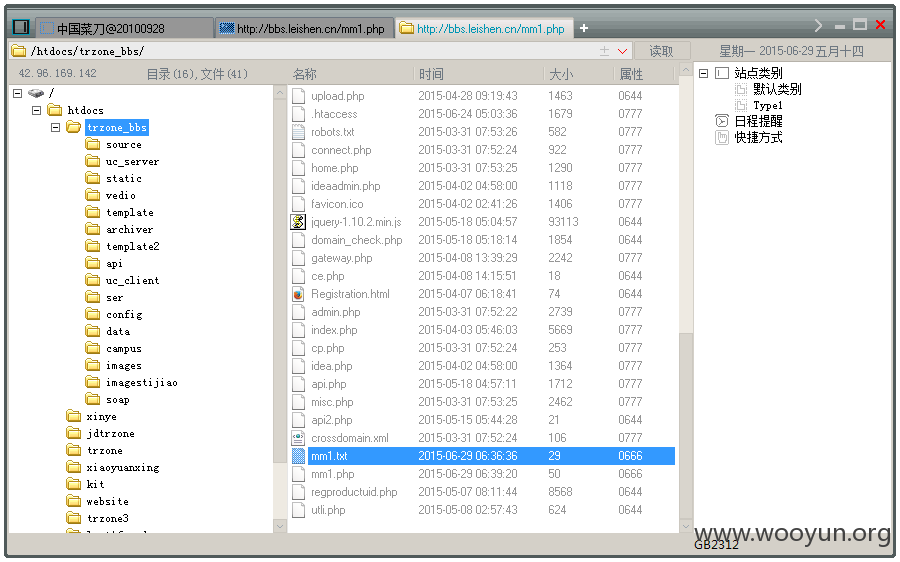 中国菜刀@20100928 http://bbs.leishen.cn/mm1.php http://bbs.leishen.cn/mm1.php
/htdocs/trzone_bbs/ 读取 星期一 2015-06-29 五月十四
42.96.169.142 目录(16),文件(41) 名称 时间 大小 属性
/
htdocs
trzone_bbs
source
uc_server
static
vedio
template
archiver
template2
api
uc_client
ser
config
data
campus
images
imagestijiao
soap
xinye
jdtrzone
trzone
xiaoyuanxing
kit
website
trzone3
upload.php 2015-04-28 09:19:43 1463 0644
.htaccess 2015-06-24 05:03:36 1679 0777
robots.txt 2015-03-31 07:53:26 582 0777
connect.php 2015-03-31 07:52:24 922 0777
home.php 2015-03-31 07:53:25 1290 0777
ideaadmin.php 2015-04-02 04:58:00 1118 0777
favicon.ico 2015-04-02 02:41:26 1406 0777
jquery-1.10.2.min.js 2015-05-18 05:04:57 93113 0644
domain_check.php 2015-05-18 05:18:14 1854 0644
gateway.php 2015-04-08 13:39:29 2242 0777
ce.php 2015-04-08 14:15:51 18 0644
Registration.html 2015-04-07 06:18:41 74 0644
admin.php 2015-03-31 07:52:22 2739 0777
index.php 2015-04-03 05:46:03 5669 0777
cp.php 2015-03-31 07:52:24 253 0777
idea.php 2015-04-02 04:58:00 1364 0777
api.php 2015-05-18 04:57:11 1712 0777
misc.php 2015-03-31 07:53:25 2462 0777
api2.php 2015-05-15 05:44:28 21 0644
crossdomain.xml 2015-03-31 07:52:24 106 0777
mm1.txt 2015-06-29 06:36:36 29 0666
mm1.php 2015-06-29 06:39:20 50 0666
regproductuid.php 2015-05-07 08:11:44 8568 0644
utli.php 2015-05-08 02:57:43 624 0644
站点类别
默认类别
Type1
日程提醒
快捷方式
www.wooyun.org
GB2312